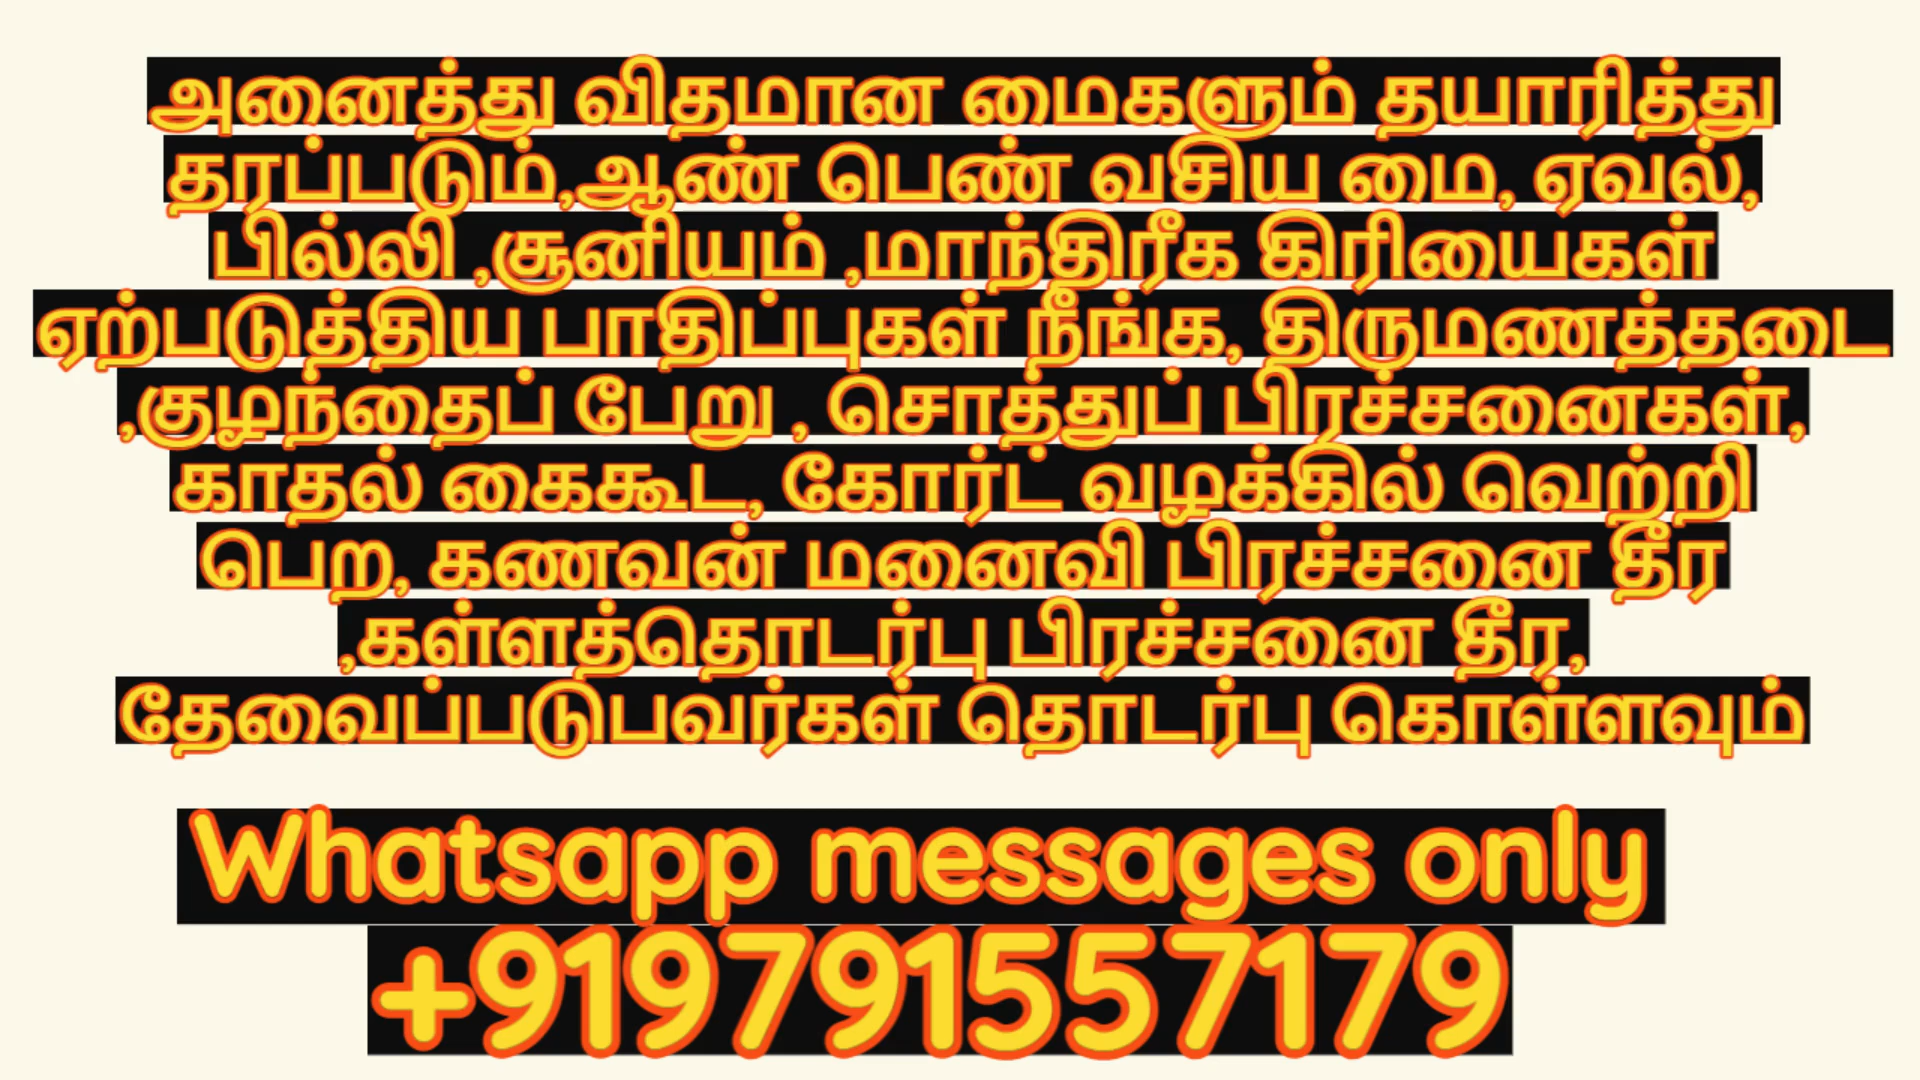 அனைத்து விதமான மைகளும் தயாரித்து
தரப்படும்,ஆண் பெண் வசிய மை, ஏவல்,
பில்லி ,சூனியம் ,மாந்திரீக கிரியைகள்
ஏற்படுத்திய பாதிப்புகள் நீங்க, திருமணத்தடை
,குழந்தைப் பேறு , சொத்துப் பிரச்சனைகள்,
காதல் கைகூட, கோர்ட் வழக்கில் வெற்றி
பெற, கணவன் மனைவி பிரச்சனை தீர
,கள்ளத்தொடர்பு பிரச்சனை தீர,
தேவைப்படுபவர்கள் தொடர்பு கொள்ளவும்
Whatsapp messages only
+919791557179